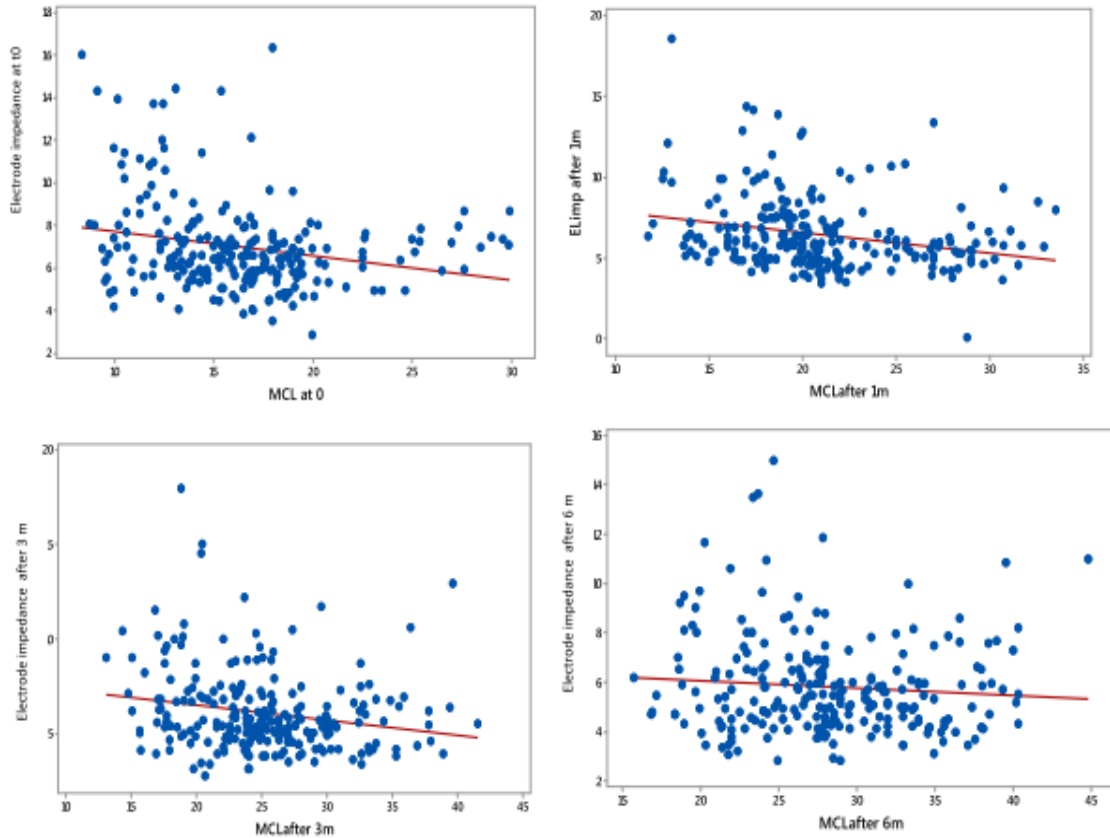 Electrode impedance at t0
18
16
14
12
10
8
6
4
2
10 15 20 25 30
MCL at 0
ELimp after 1m
20
15
10
5
0
10 15 20 25 30 35
MCLafter 1m
Electrode impedance after 3 m
20
5
0
5
10 15 20 25 30 35 40 45
MCLafter 3m
Electrode impedance after 6 m
16
14
12
10
8
6
4
2
15 20 25 30 35 40 45
MCLafter 6m